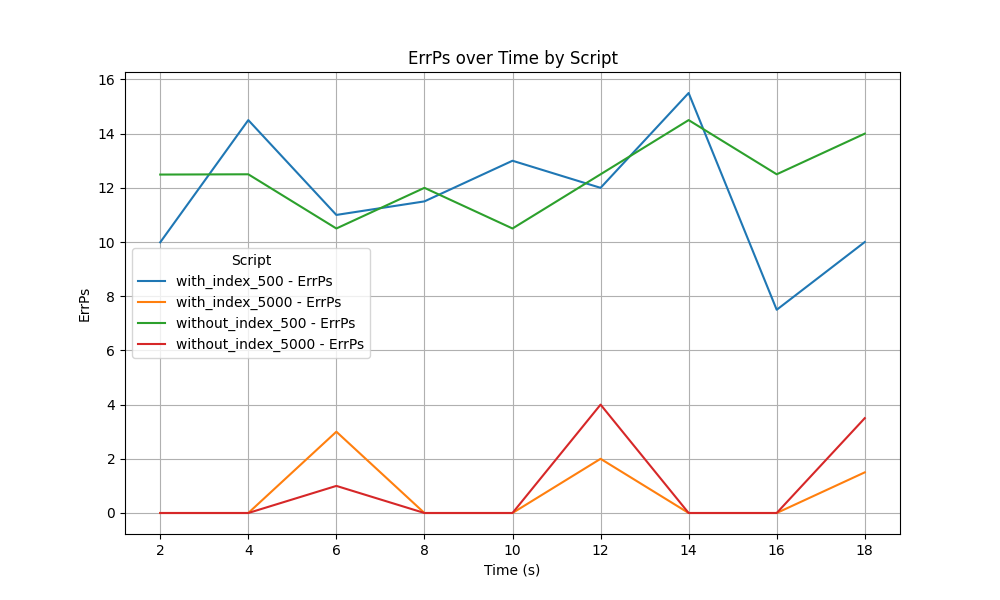 ErrPs over Time by Script
16
14
12
10
8
6
4
2
0
ErrPs
Script
with_index_500 - ErrPs
with_index_5000 - ErrPs
without_index_500 - ErrPs
without_index_5000 - ErrPs
2 4 6 8 10 12 14 16 18
Time (s)